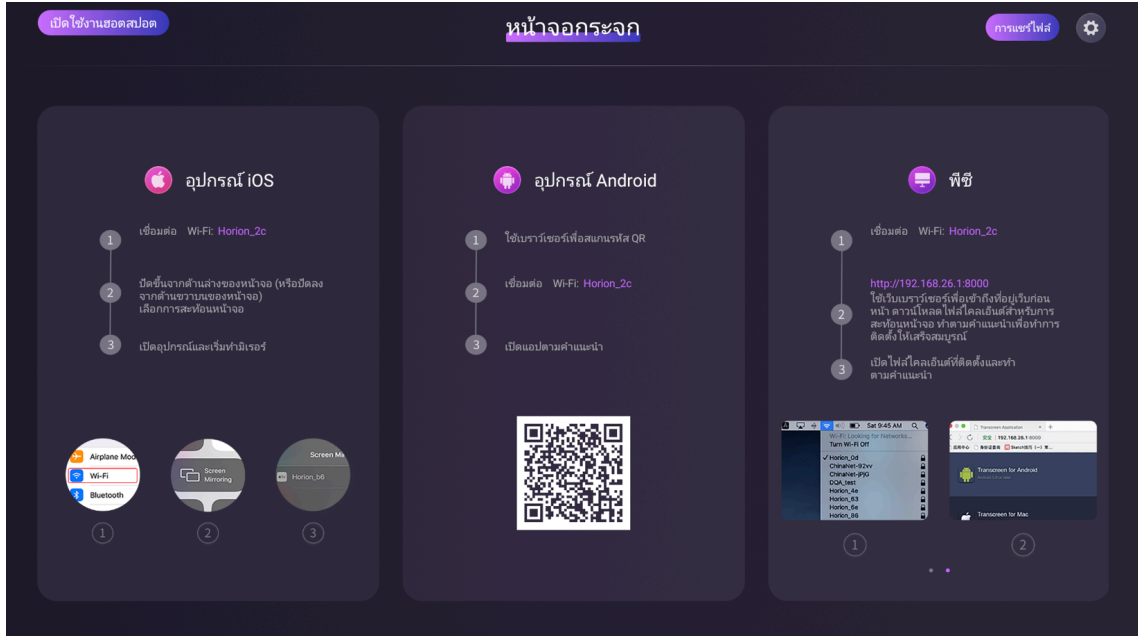 เปิดใช้งานฮอตสปอต
หน้าจอกระจก
การแชร์ไฟล์
อุปกรณ์ iOS
1 เชื่อมต่อ Wi-Fi: Horion_2c
2 ปัดขึ้นจากด้านล่างของหน้าจอ (หรือปัดลง
จากด้านขวาบนของหน้าจอ)
เลือกการสะท้อนหน้าจอ
3 เปิดอุปกรณ์และเริ่มทำมิเรอร์
Airplane Moo
Wi-Fi
Bluetooth
Screen
Mirroring
Screen Mi
Horion_b6
1
2
3
อุปกรณ์ Android
1 ใช้เบราว์เซอร์เพื่อสแกนรหัส QR
2 เชื่อมต่อ Wi-Fi: Horion_2c
3 เปิดแอปตามคำแนะนำ
พีซี
1 เชื่อมต่อ Wi-Fi: Horion_2c
http://192.168.26.1:8000
2 ใช้เว็บเบราว์เซอร์เพื่อเข้าถึงที่อยู่เว็บก่อน
หน้า ดาวน์โหลดไฟล์ไคลเอ็นต์สำหรับการ
สะท้อนหน้าจอ ทำตามคำแนะนำเพื่อทำการ
ติดตั้งให้เสร็จสมบูรณ์
3 เปิดไฟล์ไคลเอ็นต์ที่ติดตั้งและทำ
ตามคำแนะนำ
Sat 9:45 AM
Wi-Fi: Looking for Networks...
Turn Wi-Fi Off
Horion_0d
ChinaNet-92xv
ChinaNet-jPjG
DQA_test
Horion_4e
Horion_63
Horion_6e
Horion_86
Transcreen Application
192.168.26.1:8000
Transcreen for Android
Transcreen for Mac
1
2